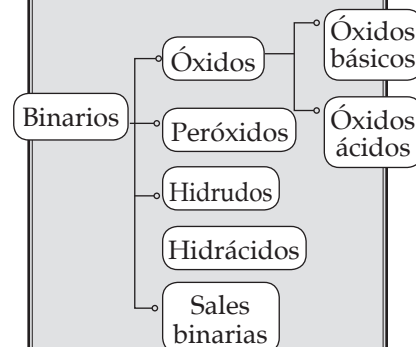 Binarios
Óxidos
Óxidos
básicos
Óxidos
ácidos
Peróxidos
Hidrudos
Hidrácidos
Sales
binarias